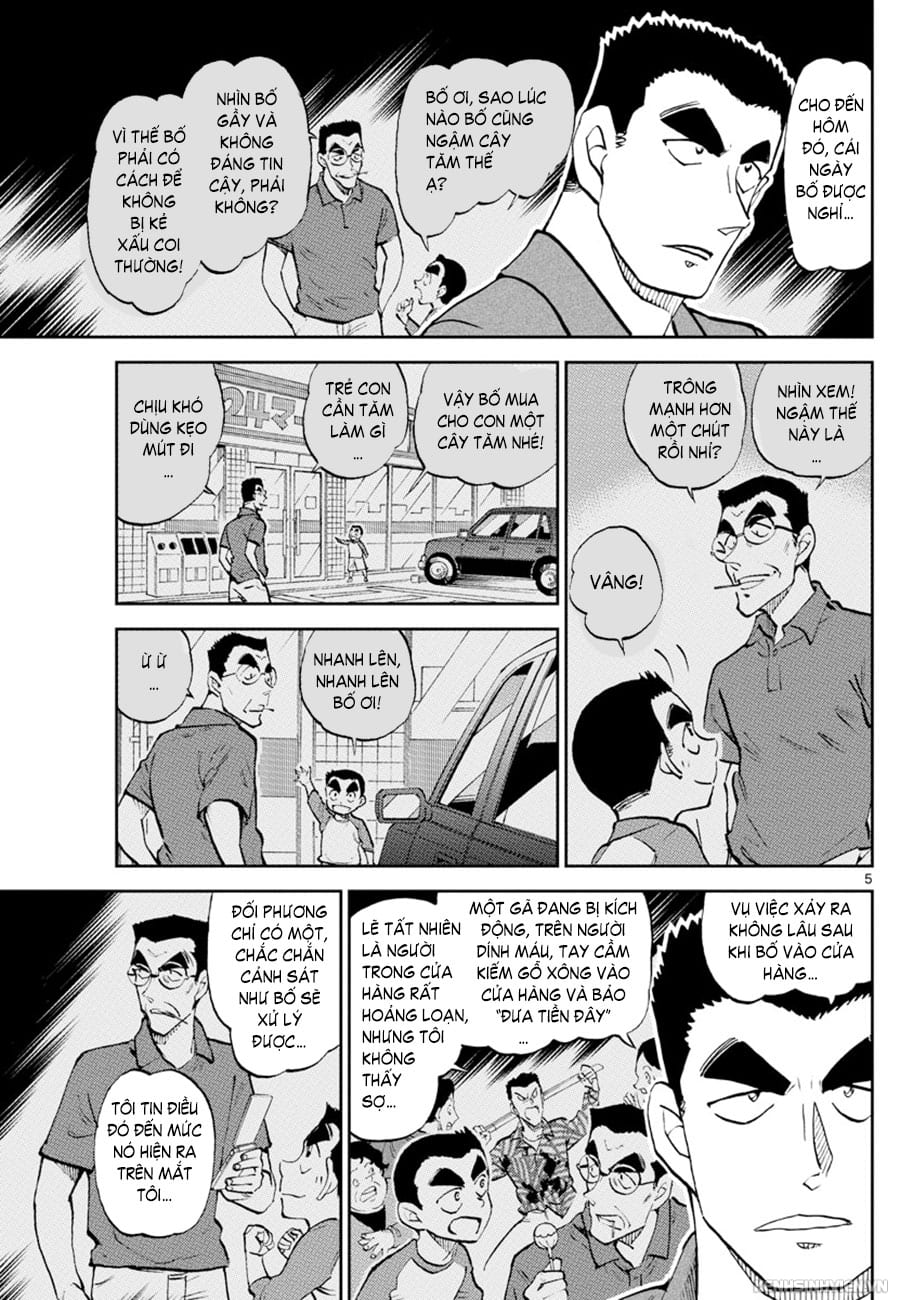 CHO ĐẾN
HÔM
ĐÓ, CÁI
NGÀY
BỐ ĐƯỢC
NGHỈ...
BỐ ƠI, SAO LÚC
NÀO BỐ CŨNG
NGẬM CÂY
TĂM THẾ
Ạ?
NHÌN BỐ
GẦY VÀ
KHÔNG
ĐÁNG TIN
CẬY, PHẢI
KHÔNG?
VÌ THẾ BỐ
PHẢI CÓ
CÁCH ĐỂ
KHÔNG
BỊ KẺ
XẤU COI
THƯỜNG!
NHÌN XEM!
NGẬM THẾ
NÀY LÀ
...
TRÔNG
MẠNH HƠN
MỘT CHÚT
RỒI NHỈ?
VÂNG!
VẬY BỐ MUA
CHO CON MỘT
CÂY TĂM NHÉ!
TRẺ CON
CẦN TĂM
LÀM GÌ
...
CHỊU KHÓ
DÙNG KẸO
MÚT ĐI
...
24マー
NHANH LÊN,
NHANH LÊN
BỐ ƠI!
Ừ Ừ
...
5
VỤ VIỆC XẢY RA
KHÔNG LÂU SAU
KHI BỐ VÀO CỬA
HÀNG...
MỘT GÃ ĐANG BỊ KÍCH
ĐỘNG, TRÊN NGƯỜI
DÍNH MÁU, TAY CẦM
KIẾM GỖ XÔNG VÀO
CỬA HÀNG VÀ BẢO
“ĐƯA TIỀN ĐÂY”
...
LẼ TẤT NHIÊN
LÀ NGƯỜI
TRONG CỬA
HÀNG RẤT
HOẢNG LOẠN,
NHƯNG TÔI
KHÔNG
THẤY
SỢ...
ĐỐI PHƯƠNG
CHỈ CÓ MỘT,
CHẮC CHẮN
CẢNH SÁT
NHƯ BỐ SẼ
XỬ LÝ
ĐƯỢC...
TÔI TIN ĐIỀU
ĐÓ ĐẾN MỨC
NÓ HIỆN RA
TRÊN MẮT
TÔI...